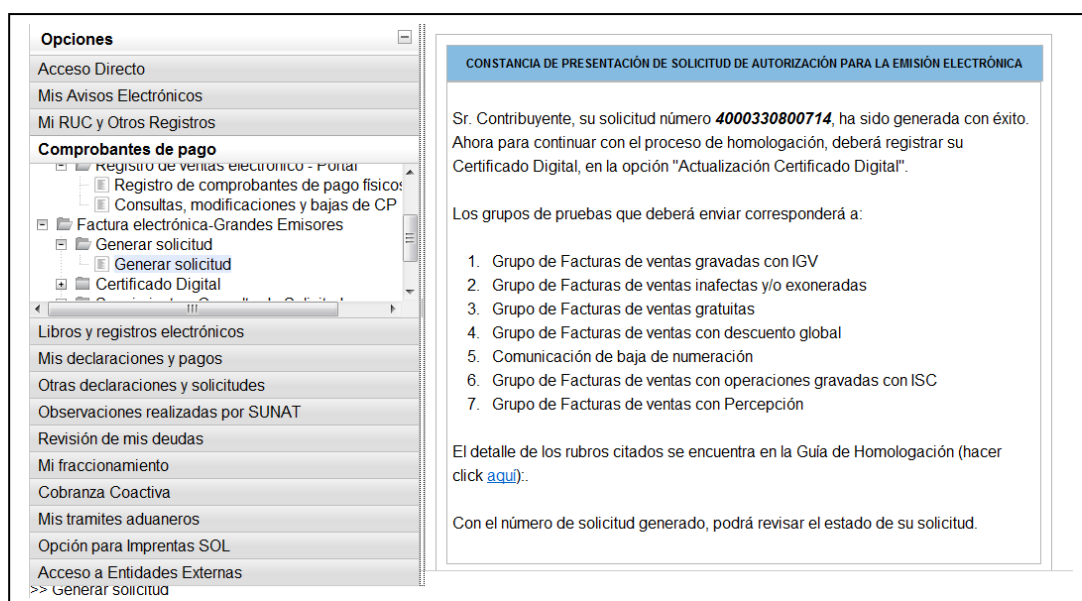 Opciones
Acceso Directo
Mis Avisos Electrónicos
Mi RUC y Otros Registros
Comprobantes de pago
Registro de ventas electrónico - Portal
Registro de comprobantes de pago físicos
Consultas, modificaciones y bajas de CP
Factura electrónica-Grandes Emisores
Generar solicitud
Generar solicitud
Certificado Digital
Libros y registros electrónicos
Mis declaraciones y pagos
Otras declaraciones y solicitudes
Observaciones realizadas por SUNAT
Revisión de mis deudas
Mi fraccionamiento
Cobranza Coactiva
Mis tramites aduaneros
Opción para Imprentas SOL
Acceso a Entidades Externas
>> Generar solicitud
CONSTANCIA DE PRESENTACIÓN DE SOLICITUD DE AUTORIZACIÓN PARA LA EMISIÓN ELECTRÓNICA
Sr. Contribuyente, su solicitud número 4000330800714, ha sido generada con éxito.
Ahora para continuar con el proceso de homologación, deberá registrar su
Certificado Digital, en la opción "Actualización Certificado Digital".
Los grupos de pruebas que deberá enviar corresponderá a:
1. Grupo de Facturas de ventas gravadas con IGV
2. Grupo de Facturas de ventas inafectas y/o exoneradas
3. Grupo de Facturas de ventas gratuitas
4. Grupo de Facturas de ventas con descuento global
5. Comunicación de baja de numeración
6. Grupo de Facturas de ventas con operaciones gravadas con ISC
7. Grupo de Facturas de ventas con Percepción
El detalle de los rubros citados se encuentra en la Guía de Homologación (hacer
click aquí):.
Con el número de solicitud generado, podrá revisar el estado de su solicitud.